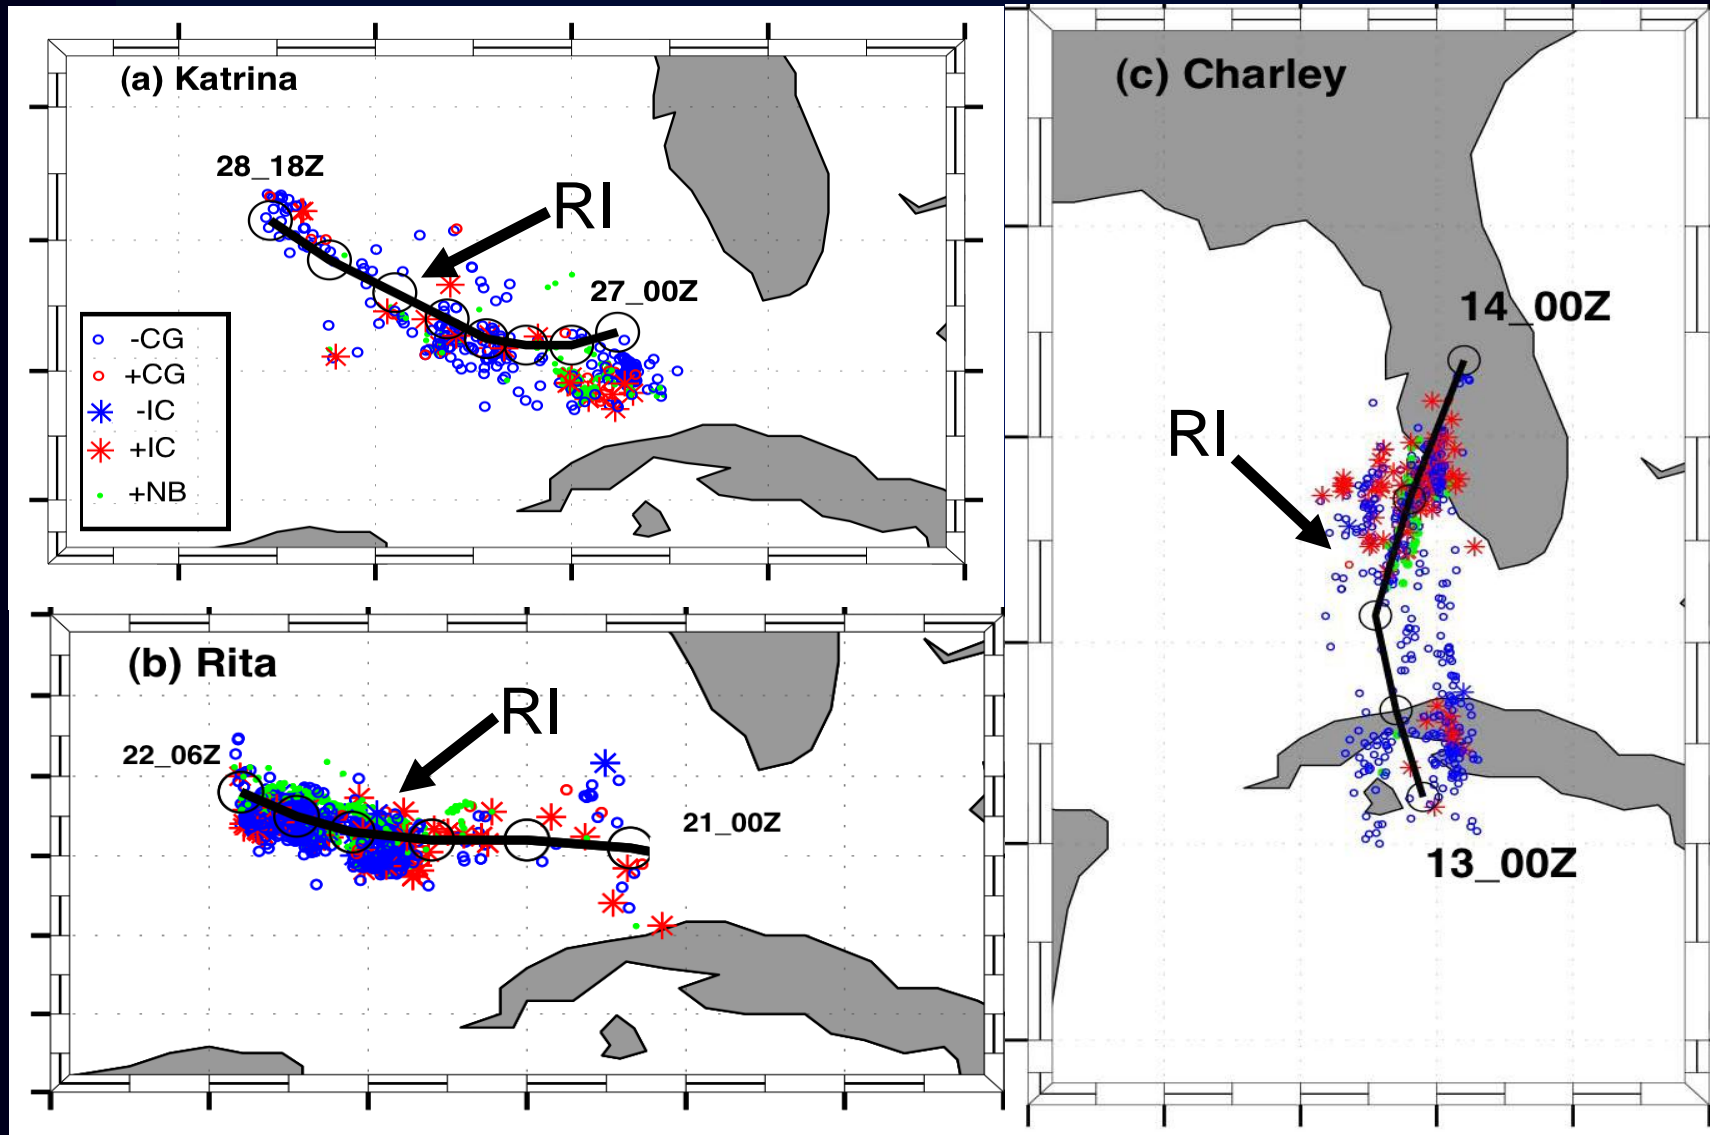 (a) Katrina
28_18Z
RI
27_00Z
-CG
+CG
-IC
+IC
+NB
(b) Rita
RI
22_06Z
21_00Z
(c) Charley
14_00Z
RI
13_00Z